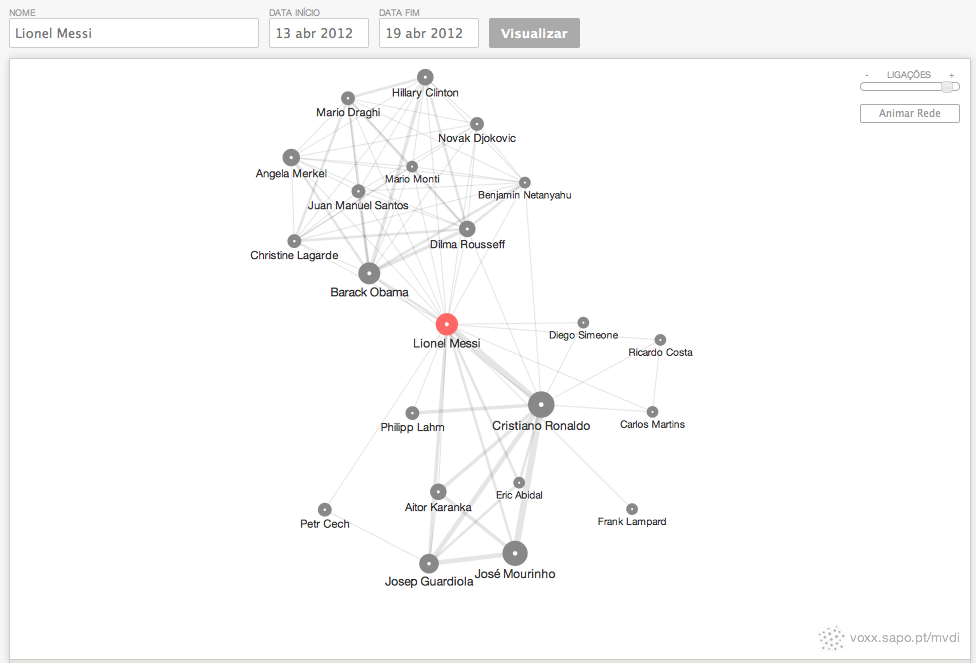 NOME DATA INÍCIO DATA FIM
Lionel Messi 13 abr 2012 19 abr 2012 Visualizar
- LIGAÇÕES +
Animar Rede
Hillary Clinton
Mario Draghi
Novak Djokovic
Angela Merkel
Mario Monti
Benjamin Netanyahu
Juan Manuel Santos
Dilma Rousseff
Christine Lagarde
Barack Obama
Lionel Messi
Diego Simeone
Ricardo Costa
Cristiano Ronaldo
Carlos Martins
Philipp Lahm
Eric Abidal
Aitor Karanka
Frank Lampard
Petr Cech
José Mourinho
Josep Guardiola
voxx.sapo.pt/mvdi